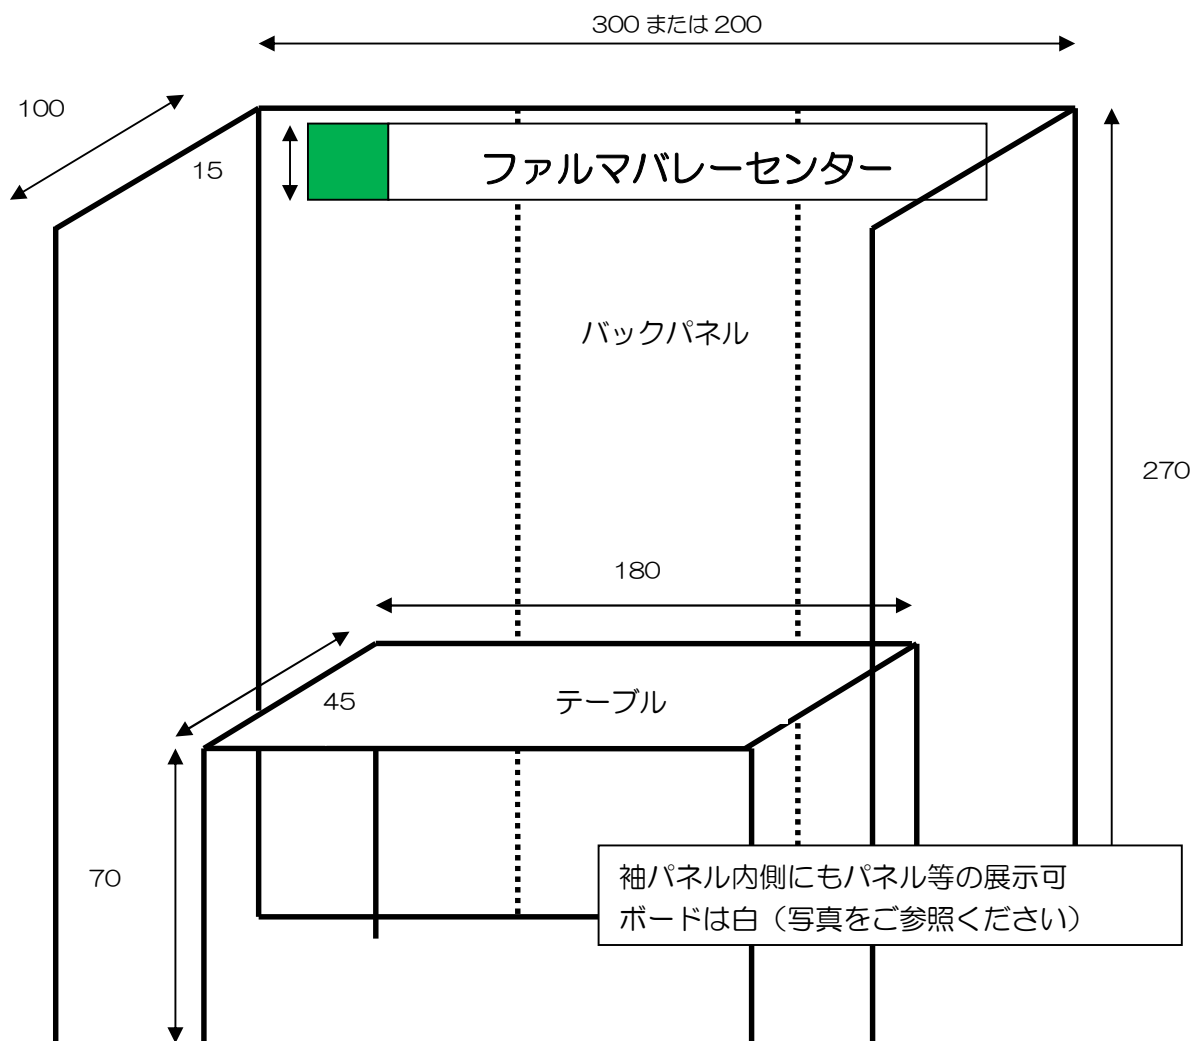 300 または 200
100
15
ファルマバレーセンター
バックパネル
270
180
45
テーブル
70
袖パネル内側にもパネル等の展示可
ボードは白（写真をご参照ください）